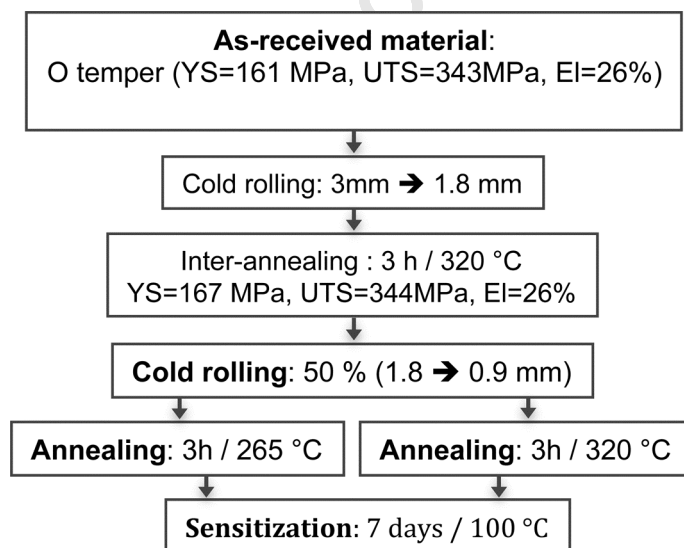 As-received material:
O temper (YS=161 MPa, UTS=343MPa, El=26%)
Cold rolling: 3mm ➔ 1.8 mm
Inter-annealing : 3 h / 320 °C
YS=167 MPa, UTS=344MPa, El=26%
Cold rolling: 50 % (1.8 ➔ 0.9 mm)
Annealing: 3h / 265 °C
Annealing: 3h / 320 °C
Sensitization: 7 days / 100 °C